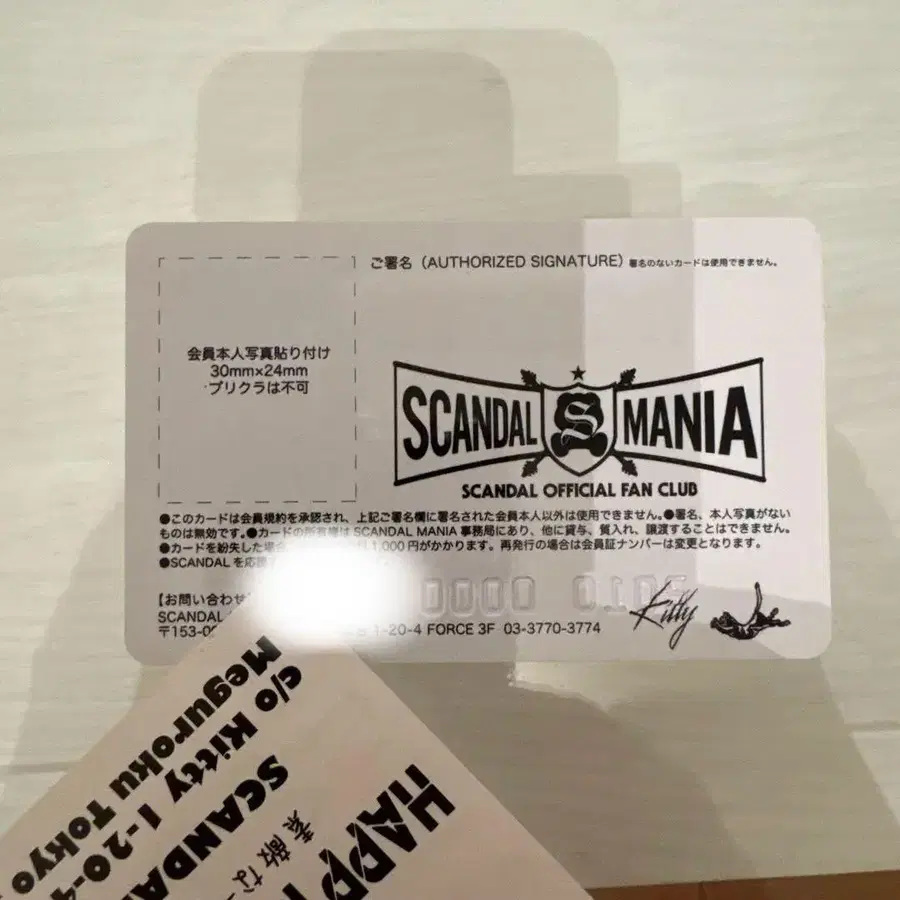 ご署名（AUTHORIZED SIGNATURE）署名のないカードは使用できません。
会員本人写真貼り付け
30mm×24mm
プリクラは不可
SCANDAL S MANIA
SCANDAL OFFICIAL FAN CLUB
●このカードは会員規約を承認され、上記ご署名欄に署名された会員本人以外は使用できません。●署名、本人写真がない
ものは無効です。●カードの所有権は SCANDAL MANIA 事務局にあり、他に貸与、質入れ、譲渡することはできません。
●カードを紛失した場合 1,000 円がかかります。再発行の場合は会員証ナンバーは変更となります。
●SCANDAL を応援
【お問い合わせ
SCANDAL
〒153-00 1-20-4 FORCE 3F 03-3770-3774
Kitty
c/o Kitty 1-20-4
Meguroku Tokyo
SCANDA
素敵な
HAPP